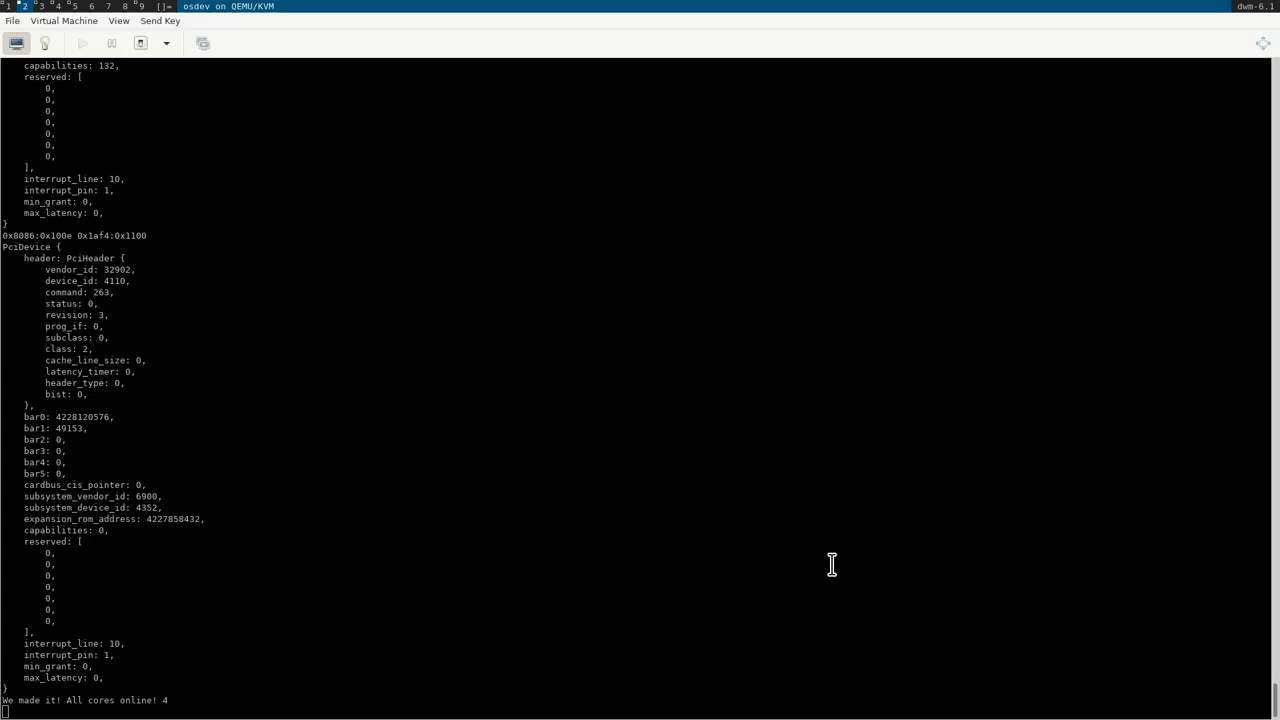 1 2 3 4 5 6 7 8 9 []= osdev on QEMU/KVM dwm-6.1
File Virtual Machine View Send Key
    capabilities: 132,
    reserved: [
        0,
        0,
        0,
        0,
        0,
        0,
        0,
    ],
    interrupt_line: 10,
    interrupt_pin: 1,
    min_grant: 0,
    max_latency: 0,
}
0x8086:0x100e 0x1af4:0x1100
PciDevice {
    header: PciHeader {
        vendor_id: 32902,
        device_id: 4110,
        command: 263,
        status: 0,
        revision: 3,
        prog_if: 0,
        subclass: 0,
        class: 2,
        cache_line_size: 0,
        latency_timer: 0,
        header_type: 0,
        bist: 0,
    },
    bar0: 4228120576,
    bar1: 49153,
    bar2: 0,
    bar3: 0,
    bar4: 0,
    bar5: 0,
    cardbus_cis_pointer: 0,
    subsystem_vendor_id: 6900,
    subsystem_device_id: 4352,
    expansion_rom_address: 4227858432,
    capabilities: 0,
    reserved: [
        0,
        0,
        0,
        0,
        0,
        0,
        0,
    ],
    interrupt_line: 10,
    interrupt_pin: 1,
    min_grant: 0,
    max_latency: 0,
}
We made it! All cores online! 4